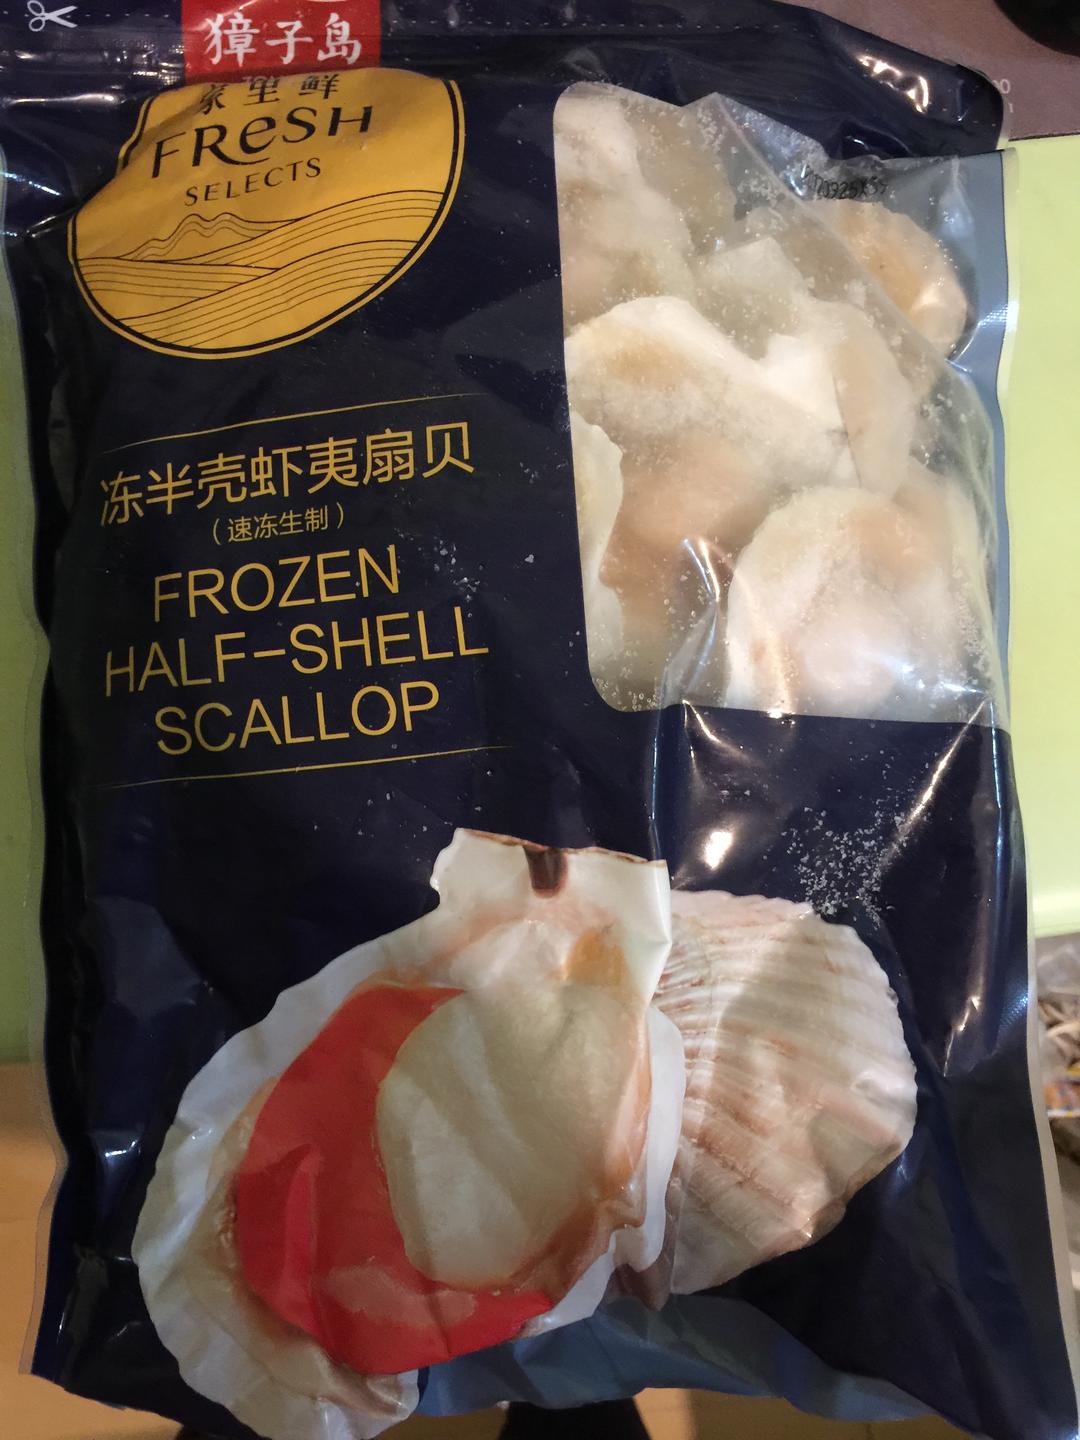 獐子岛
家里鲜
FReSH
SELECTS
冻半壳虾夷扇贝
(速冻生制)
FROZEN
HALF-SHELL
SCALLOP